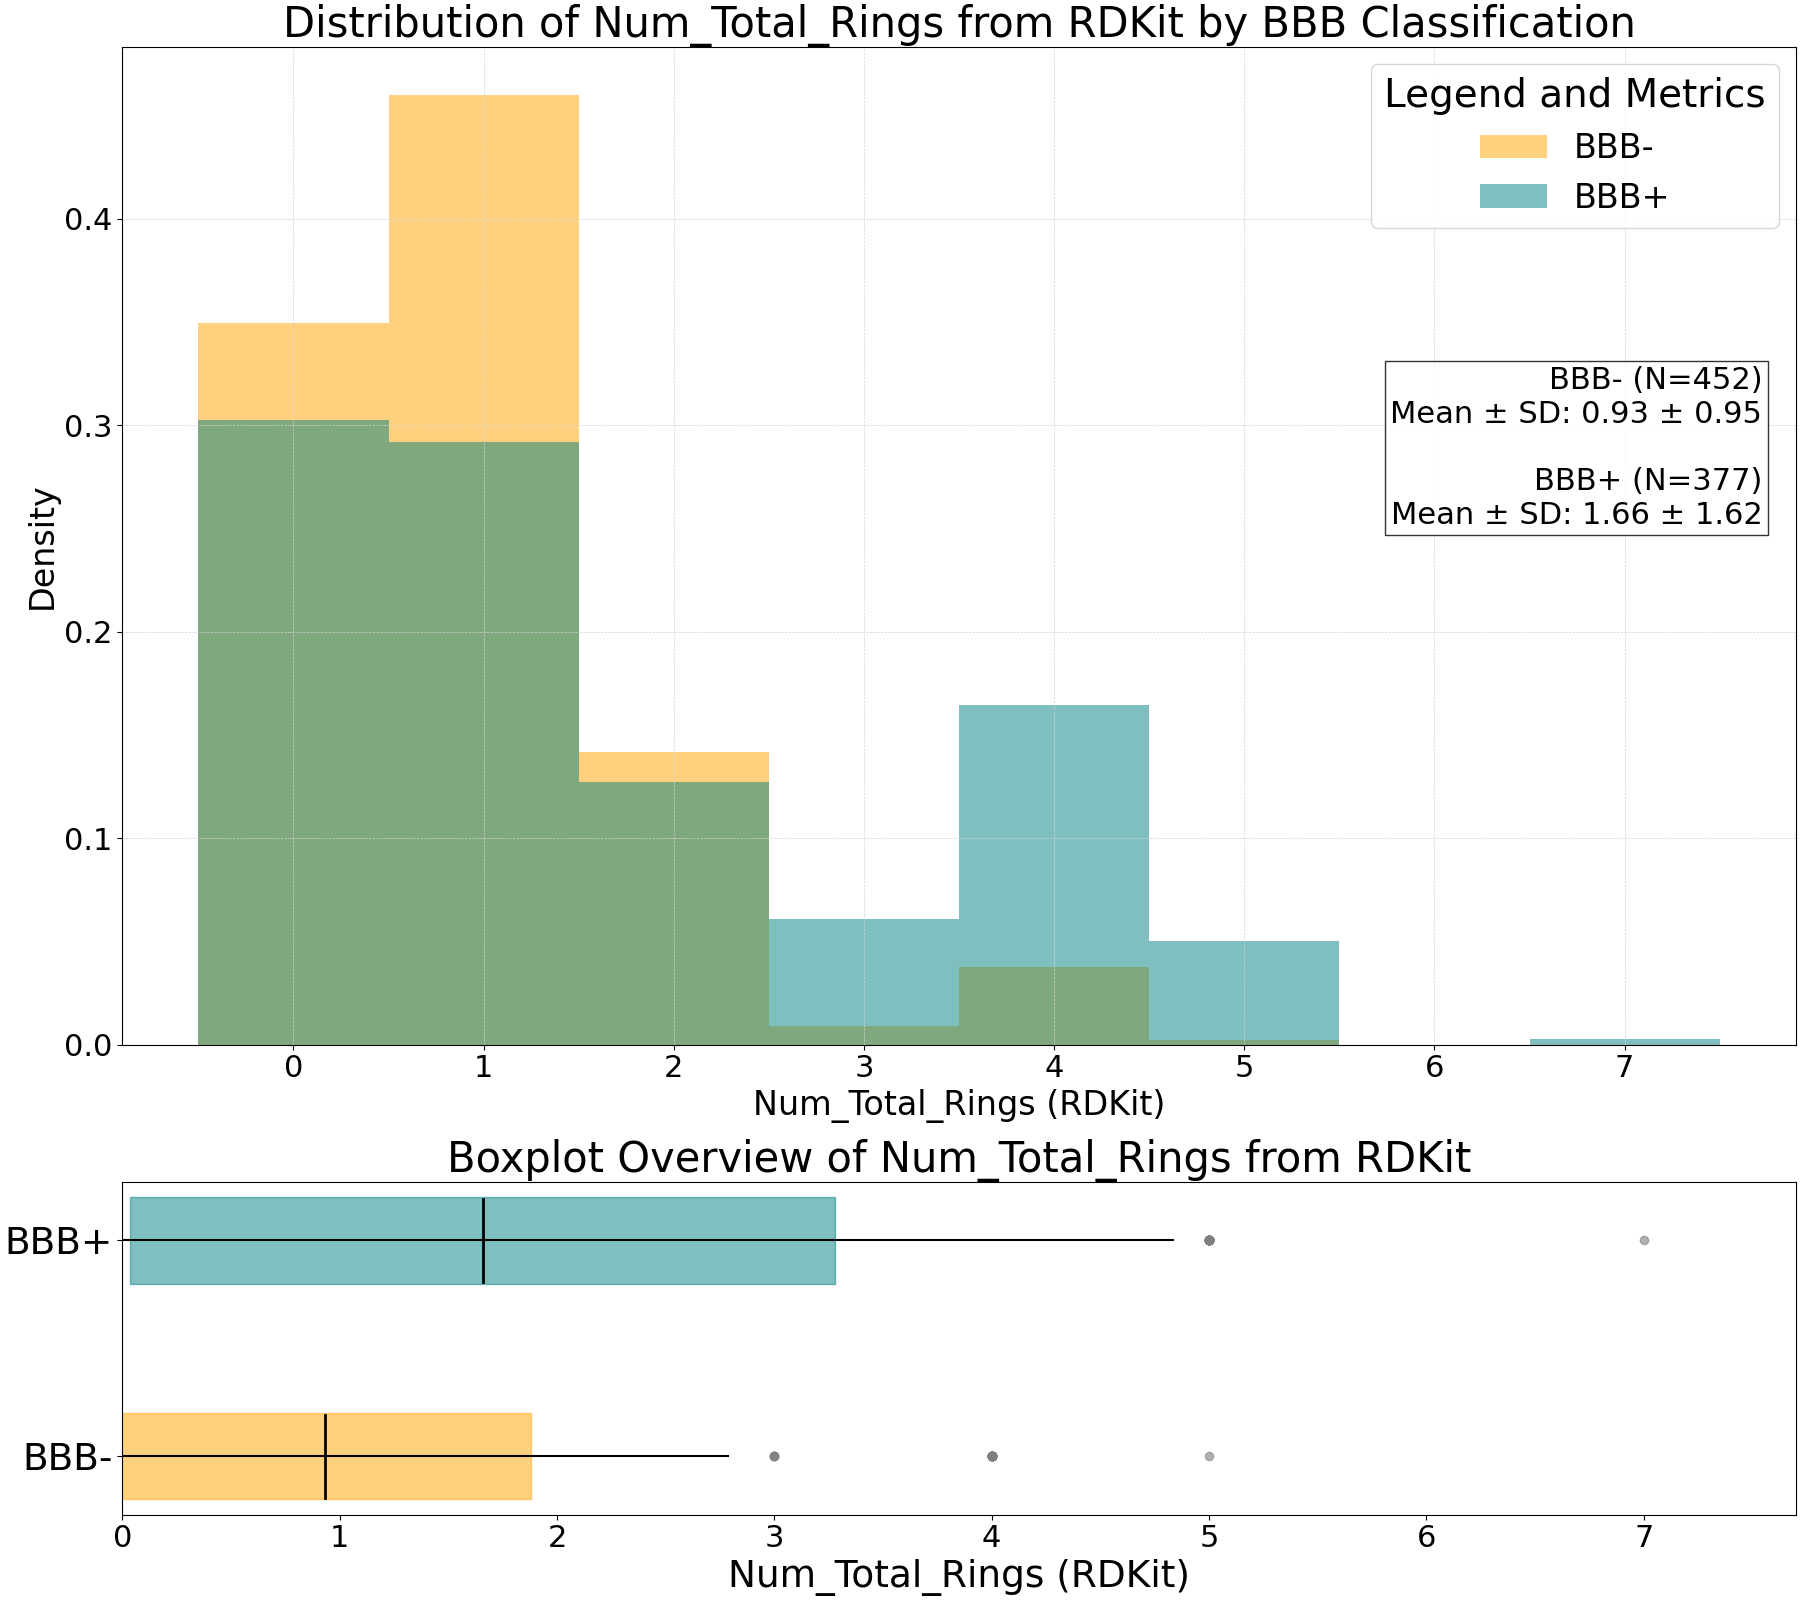 Distribution of Num_Total_Rings from RDKit by BBB Classification
Legend and Metrics
BBB-
BBB+
BBB- (N=452)
Mean ± SD: 0.93 ± 0.95
BBB+ (N=377)
Mean ± SD: 1.66 ± 1.62
Density
0.4
0.3
0.2
0.1
0.0
0 1 2 3 4 5 6 7
Num_Total_Rings (RDKit)
Boxplot Overview of Num_Total_Rings from RDKit
BBB+
BBB-
0 1 2 3 4 5 6 7
Num_Total_Rings (RDKit)